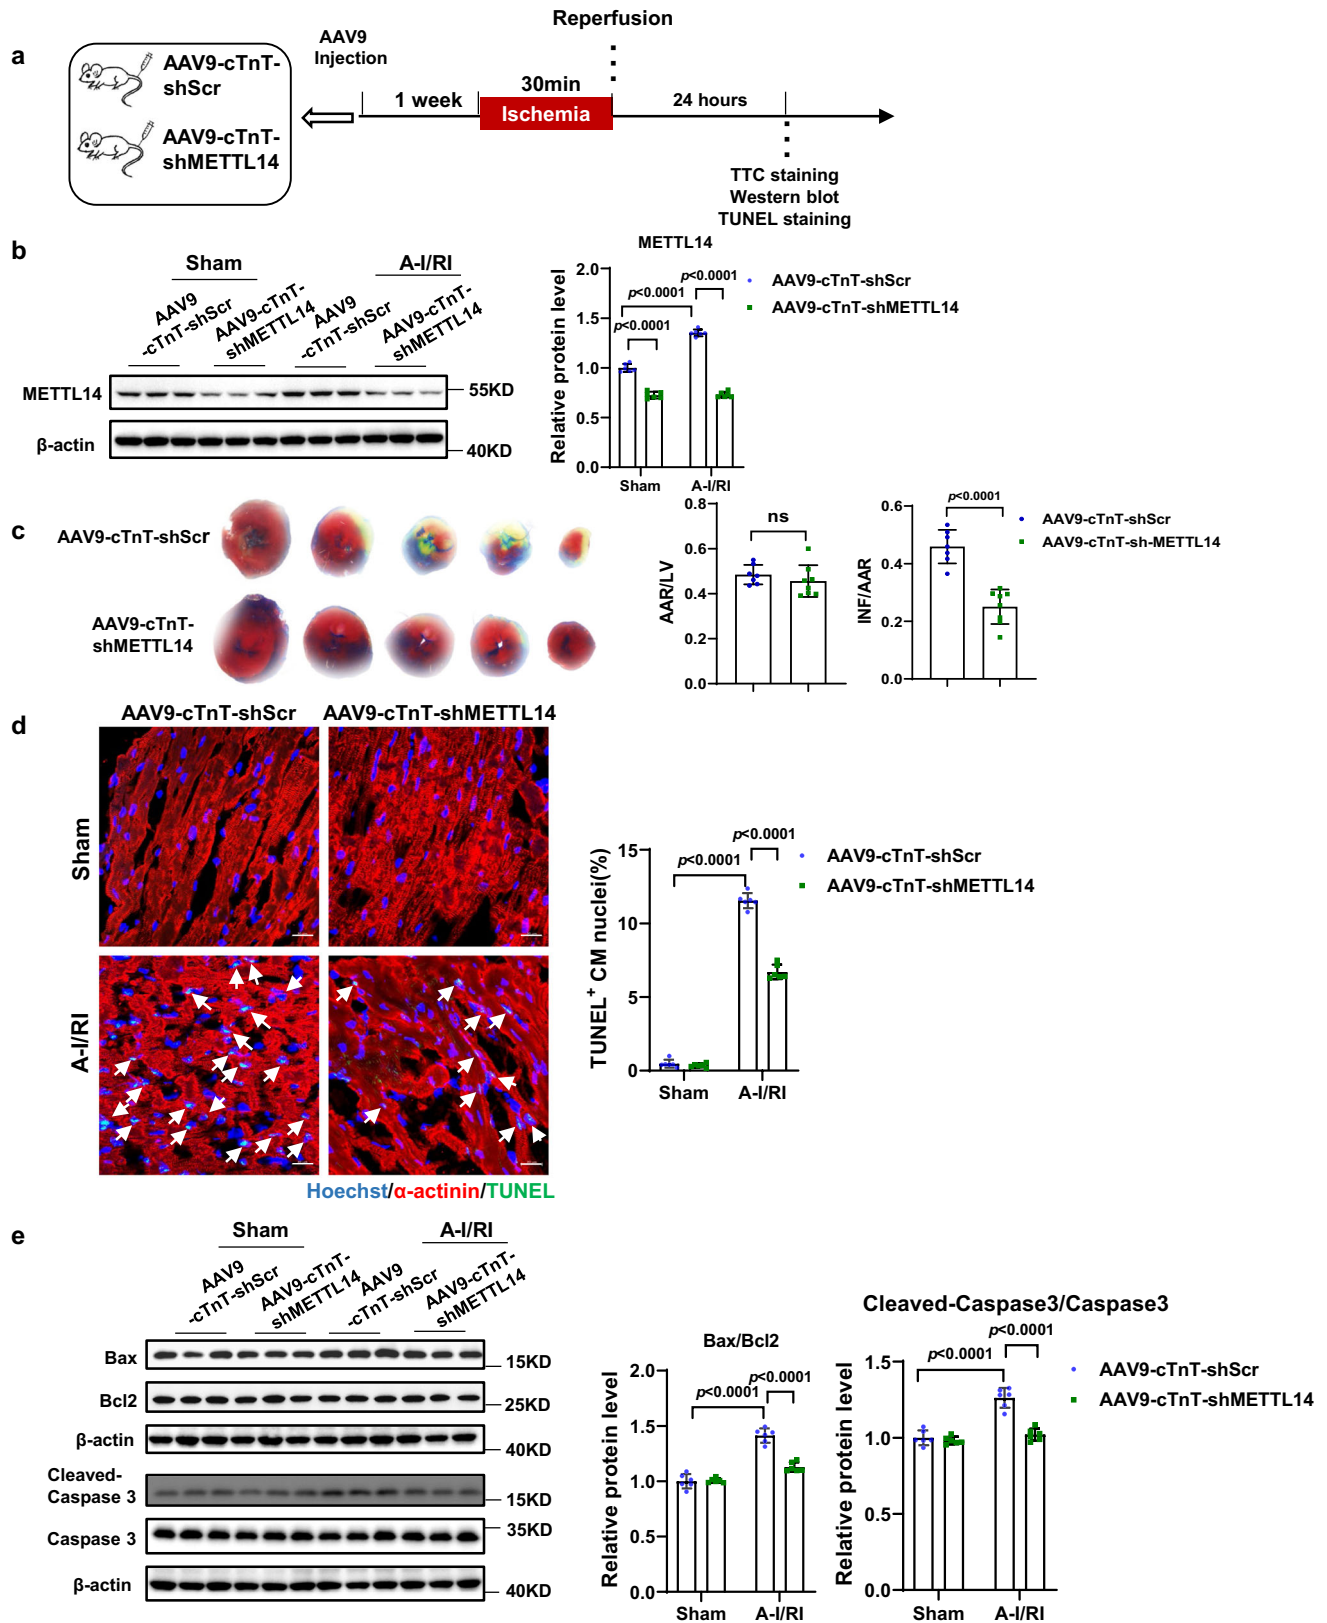 a
AAV9-cTnT-
shScr
AAV9-cTnT-
shMETTL14
AAV9
Injection
1 week
30min
Ischemia
Reperfusion
24 hours
TTC staining
Western blot
TUNEL staining
b
Sham
A-I/RI
AAV9
-cTnT-shScr
AAV9-cTnT-
shMETTL14
AAV9
-cTnT-shScr
AAV9-cTnT-
shMETTL14
METTL14
55KD
β-actin
40KD
METTL14
Relative protein level
2.0
1.5
1.0
0.5
0.0
p<0.0001
p<0.0001
p<0.0001
Sham
A-I/RI
AAV9-cTnT-shScr
AAV9-cTnT-shMETTL14
c
AAV9-cTnT-shScr
AAV9-cTnT-
shMETTL14
AAR/LV
0.8
0.6
0.4
0.2
0.0
ns
INF/AAR
0.6
0.4
0.2
0.0
p<0.0001
AAV9-cTnT-shScr
AAV9-cTnT-sh-METTL14
d
AAV9-cTnT-shScr
AAV9-cTnT-shMETTL14
Sham
A-I/RI
Hoechst/α-actinin/TUNEL
TUNEL+ CM nuclei(%)
15
10
5
0
p<0.0001
p<0.0001
Sham
A-I/RI
AAV9-cTnT-shScr
AAV9-cTnT-shMETTL14
e
Sham
A-I/RI
AAV9
-cTnT-shScr
AAV9-cTnT-
shMETTL14
AAV9
-cTnT-shScr
AAV9-cTnT-
shMETTL14
Bax
15KD
Bcl2
25KD
β-actin
40KD
Cleaved-
Caspase 3
15KD
Caspase 3
35KD
β-actin
40KD
Bax/Bcl2
Relative protein level
2.0
1.5
1.0
0.5
0.0
p<0.0001
p<0.0001
Sham
A-I/RI
Cleaved-Caspase3/Caspase3
Relative protein level
1.5
1.0
0.5
0.0
p<0.0001
p<0.0001
Sham
A-I/RI
AAV9-cTnT-shScr
AAV9-cTnT-shMETTL14